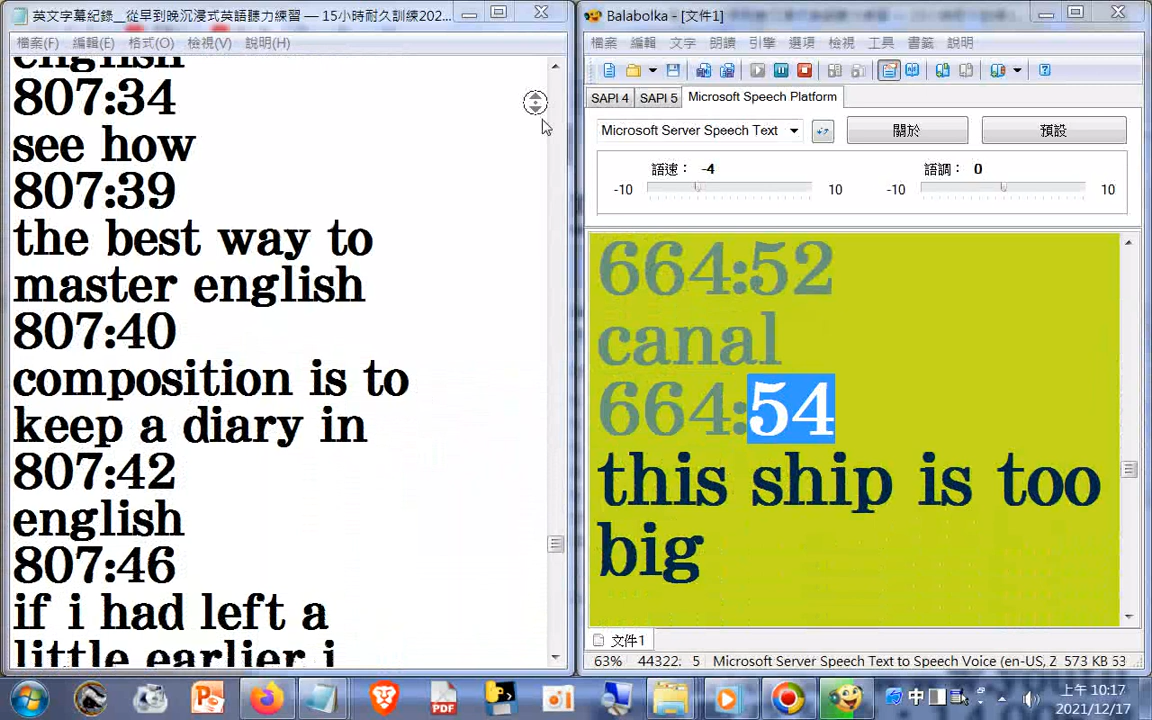 英文字幕紀錄__從早到晚沉浸式英語聽力練習 — 15小時耐久訓練202...
檔案(F) 編輯(E) 格式(O) 檢視(V) 說明(H)
english
807:34
see how
807:39
the best way to
master english
807:40
composition is to
keep a diary in
807:42
english
807:46
if i had left a
little earlier i
Balabolka - [文件1]
檔案 編輯 文字 朗讀 引擎 選項 檢視 工具 書籤 說明
SAPI 4 SAPI 5 Microsoft Speech Platform
Microsoft Server Speech Text 關於 預設
語速： -4 語調： 0
-10 10 -10 10
664:52
canal
664:54
this ship is too
big
文件1
63% 44322: 5 Microsoft Server Speech Text to Speech Voice (en-US, Z 573 KB 53
中
上午 10:17
2021/12/17